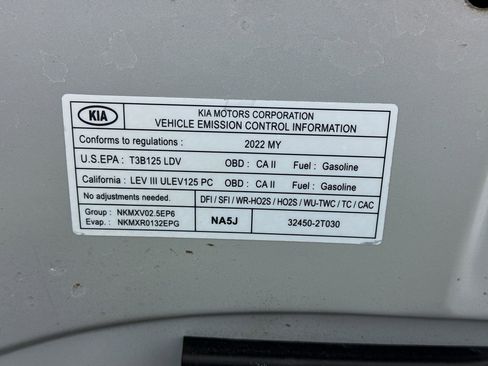 KIA
KIA MOTORS CORPORATION
VEHICLE EMISSION CONTROL INFORMATION
Conforms to regulations : 2022 MY
U.S.EPA : T3B125 LDV OBD : CA II Fuel : Gasoline
California : LEV III ULEV125 PC OBD : CA II Fuel : Gasoline
No adjustments needed. DFI / SFI / WR-HO2S / HO2S / WU-TWC / TC / CAC
Group : NKMXV02.5EP6
Evap. : NKMXR0132EPG NA5J 32450-2T030